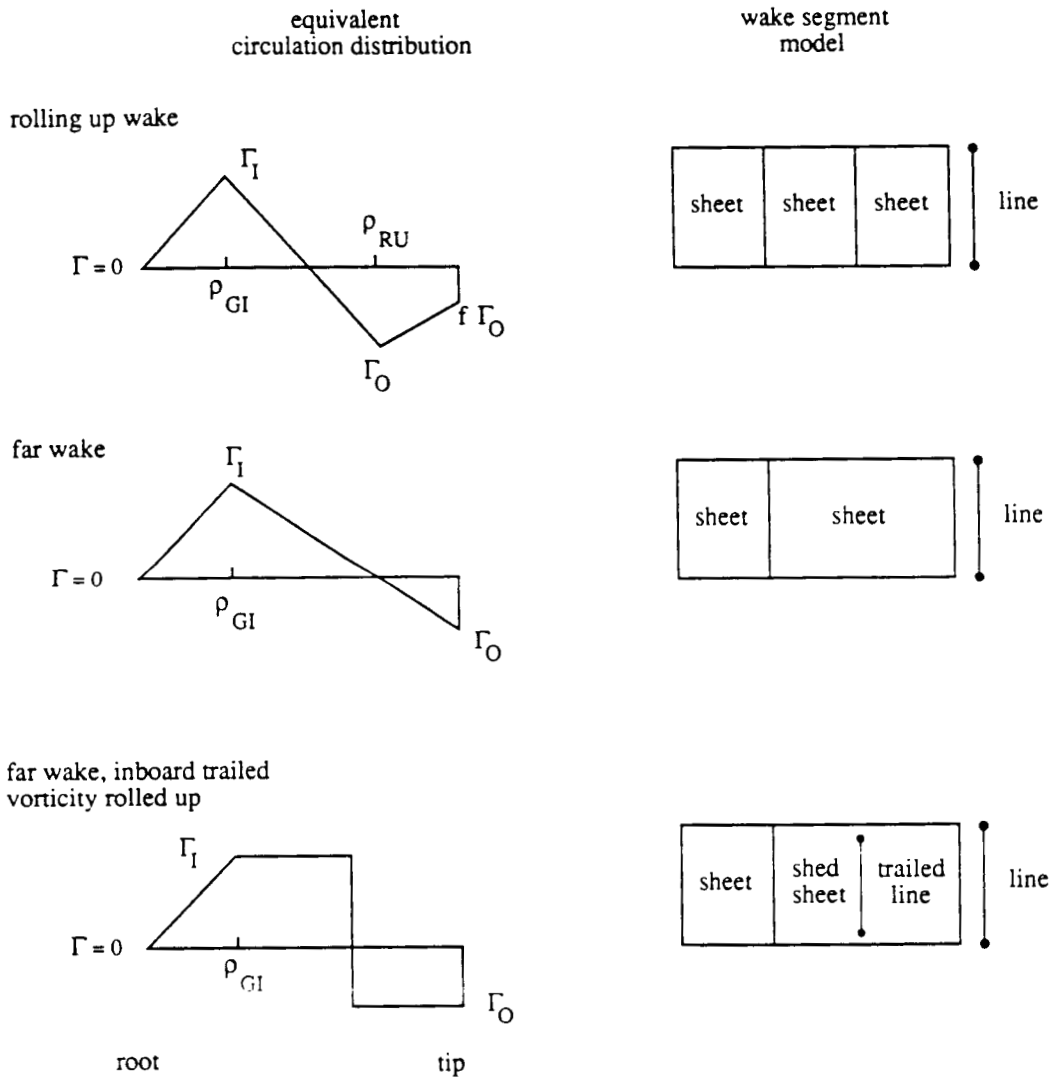 equivalent
circulation distribution
wake segment
model
rolling up wake
Γ_I
ρ_RU
Γ = 0
ρ_GI
f Γ_O
Γ_O
sheet
sheet
sheet
line
far wake
Γ_I
Γ = 0
ρ_GI
Γ_O
sheet
sheet
line
far wake, inboard trailed
vorticity rolled up
Γ_I
Γ = 0
ρ_GI
Γ_O
sheet
shed
sheet
trailed
line
line
root
tip